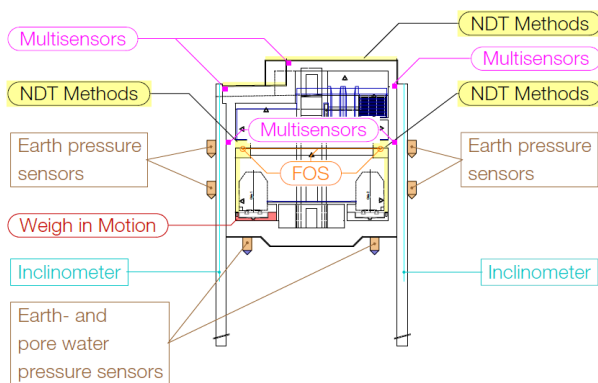 NDT Methods
Multisensors
Multisensors
NDT Methods
NDT Methods
Multisensors
Earth pressure
sensors
Earth pressure
sensors
FOS
Weigh in Motion
Inclinometer
Inclinometer
Earth- and
pore water
pressure sensors